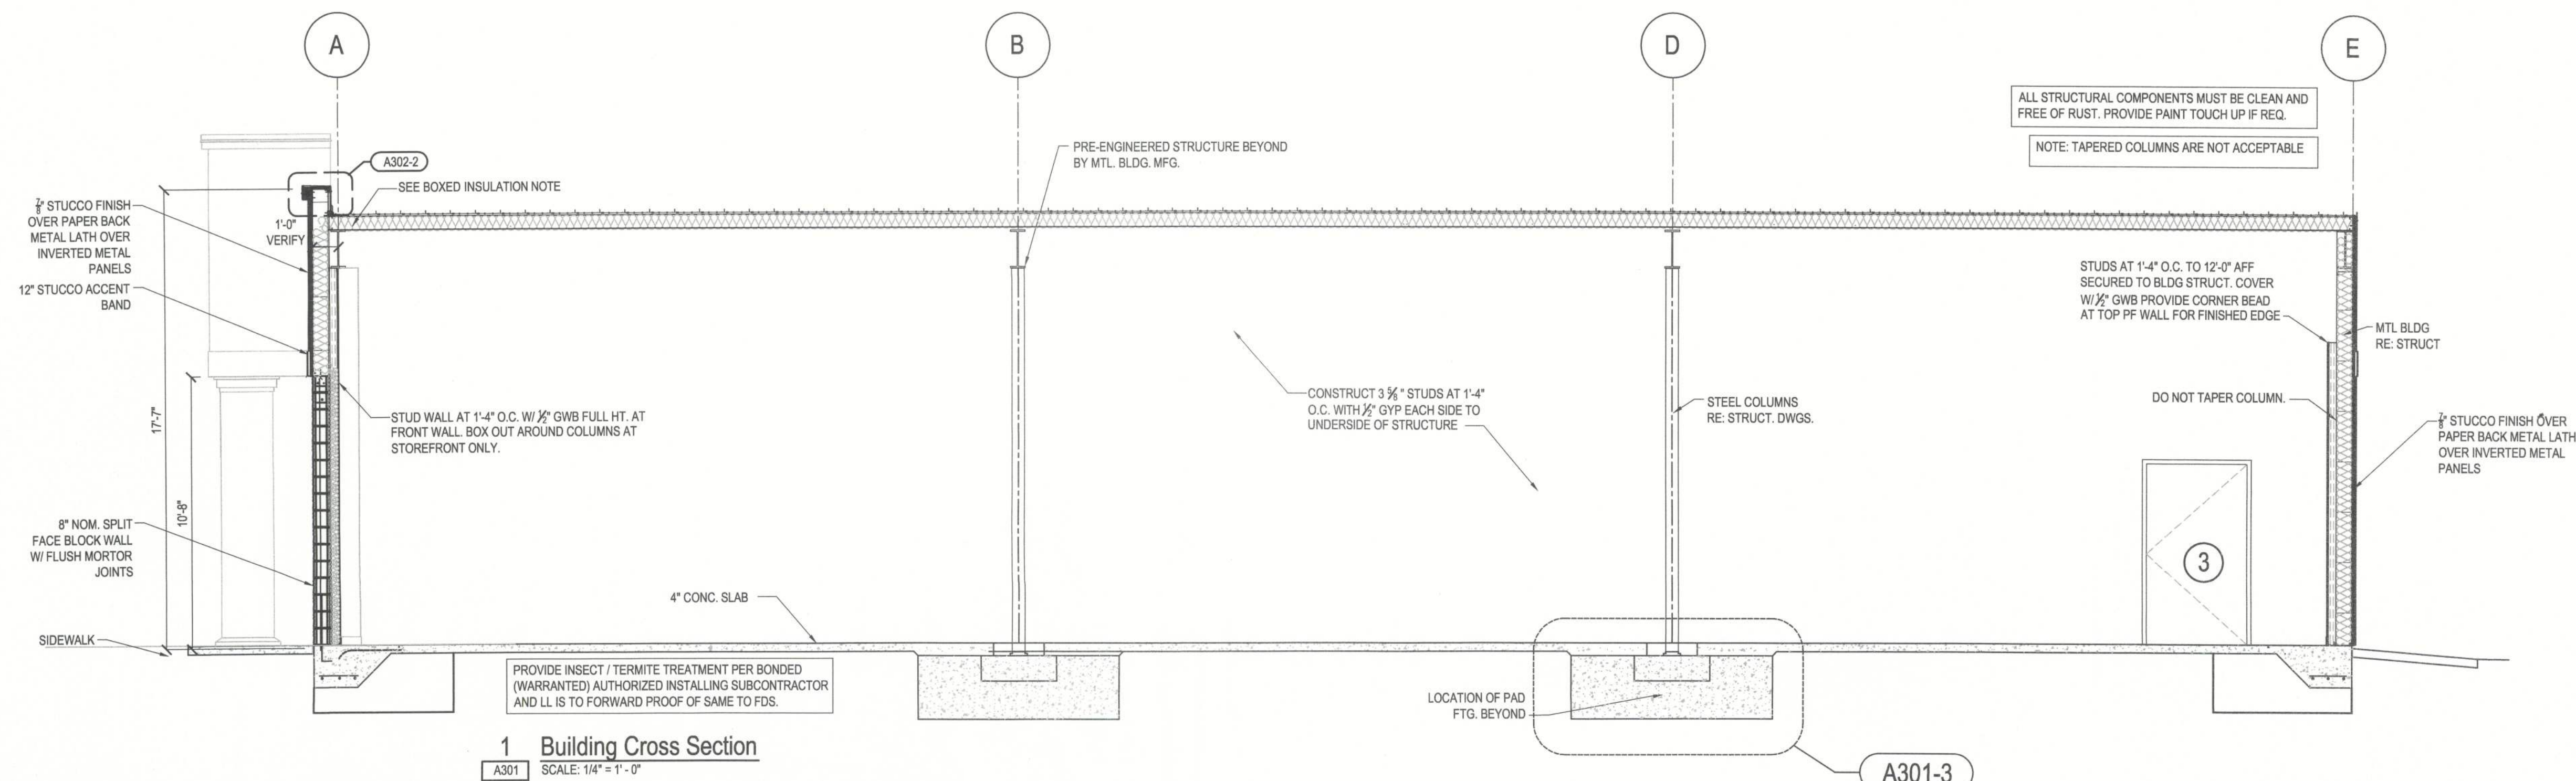 A
B
D
E
ALL STRUCTURAL COMPONENTS MUST BE CLEAN AND
FREE OF RUST. PROVIDE PAINT TOUCH UP IF REQ.
NOTE: TAPERED COLUMNS ARE NOT ACCEPTABLE
PRE-ENGINEERED STRUCTURE BEYOND
BY MTL. BLDG. MFG.
A302-2
SEE BOXED INSULATION NOTE
7/8" STUCCO FINISH
OVER PAPER BACK
METAL LATH OVER
INVERTED METAL
PANELS
1'-0"
VERIFY
12" STUCCO ACCENT
BAND
STUDS AT 1'-4" O.C. TO 12'-0" AFF
SECURED TO BLDG STRUCT. COVER
W/ 1/2" GWB PROVIDE CORNER BEAD
AT TOP PF WALL FOR FINISHED EDGE
MTL BLDG
RE: STRUCT
17'-7"
10'-8"
STUD WALL AT 1'-4" O.C. W/ 1/2" GWB FULL HT. AT
FRONT WALL. BOX OUT AROUND COLUMNS AT
STOREFRONT ONLY.
CONSTRUCT 3 5/8" STUDS AT 1'-4"
O.C. WITH 1/2" GYP EACH SIDE TO
UNDERSIDE OF STRUCTURE
STEEL COLUMNS
RE: STRUCT. DWGS.
DO NOT TAPER COLUMN.
7/8" STUCCO FINISH OVER
PAPER BACK METAL LATH
OVER INVERTED METAL
PANELS
8" NOM. SPLIT
FACE BLOCK WALL
W/ FLUSH MORTOR
JOINTS
3
4" CONC. SLAB
SIDEWALK
PROVIDE INSECT / TERMITE TREATMENT PER BONDED
(WARRANTED) AUTHORIZED INSTALLING SUBCONTRACTOR
AND LL IS TO FORWARD PROOF OF SAME TO FDS.
LOCATION OF PAD
FTG. BEYOND
1 Building Cross Section
A301 SCALE: 1/4" = 1' - 0"
A301-3